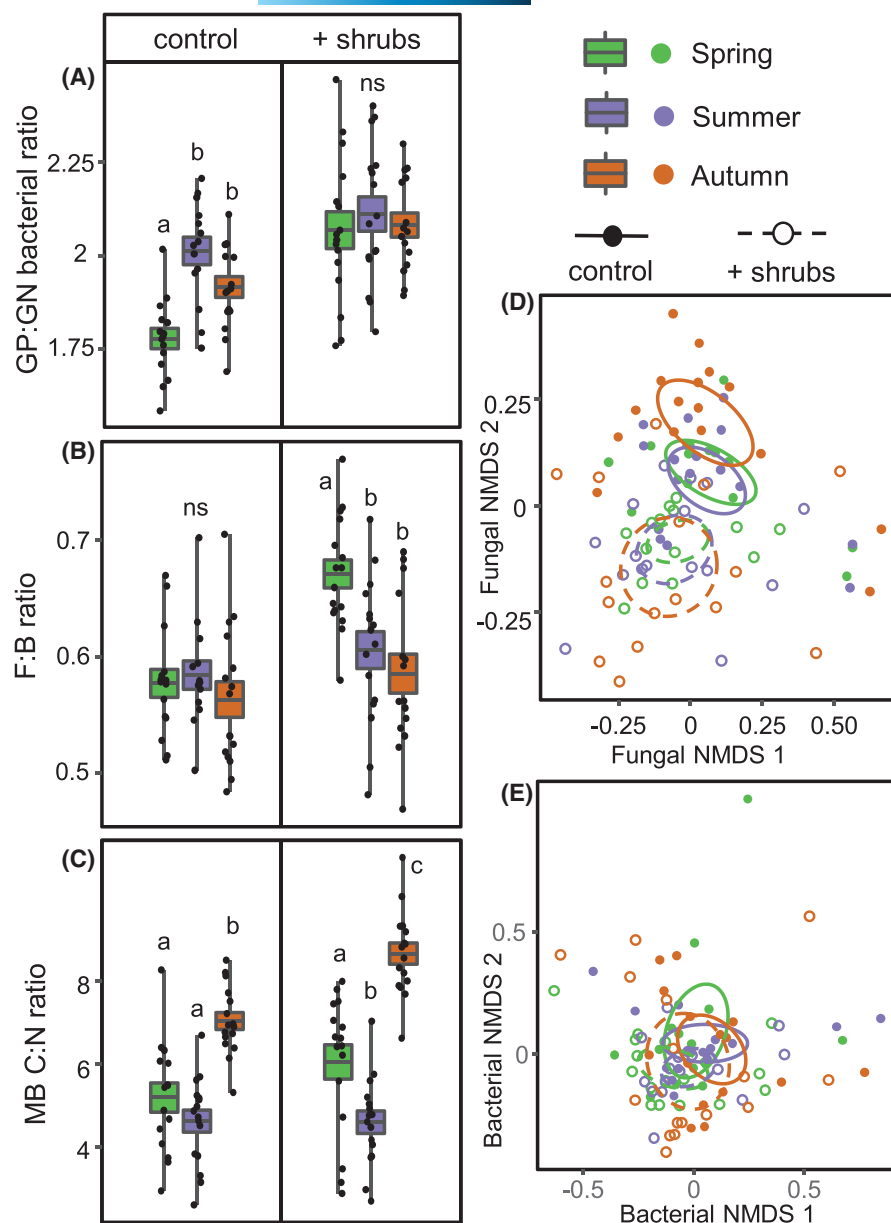 control
+ shrubs
Spring
Summer
Autumn
control
+ shrubs
(A)
GP:GN bacterial ratio
2.25
2
1.75
a
b
b
ns
(B)
F:B ratio
0.7
0.6
0.5
ns
a
b
b
(C)
MB C:N ratio
8
6
4
a
a
b
a
b
c
(D)
Fungal NMDS 2
0.25
0
-0.25
-0.25
0
0.25
0.50
Fungal NMDS 1
(E)
Bacterial NMDS 2
0.5
0
-0.5
0
0.5
Bacterial NMDS 1